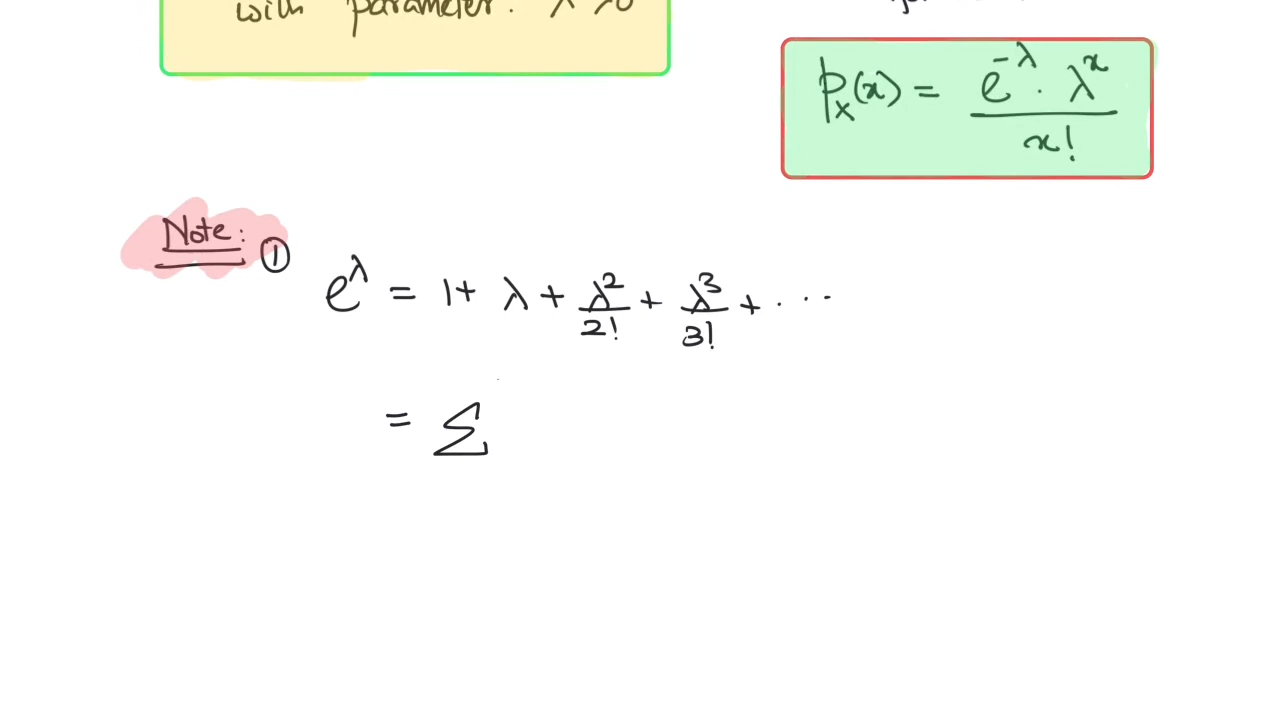 with parameter: λ >0
p_X(x) = e^{-λ} · λ^x / x!
Note: ①
e^λ = 1 + λ + λ²/2! + λ³/3! + ···
= Σ